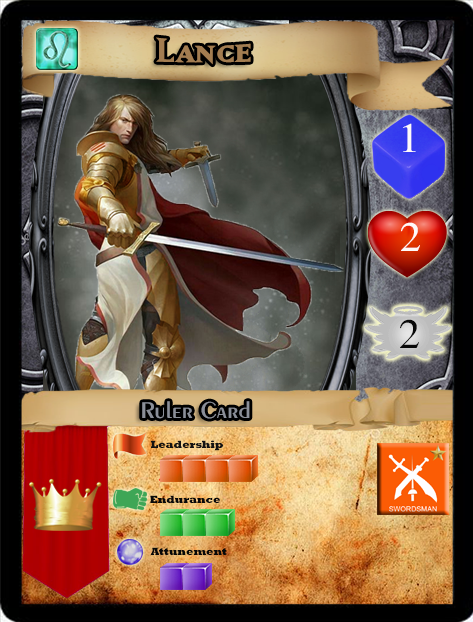 Lance
1
2
2
Ruler Card
Leadership
Endurance
Attunement
SWORDSMAN